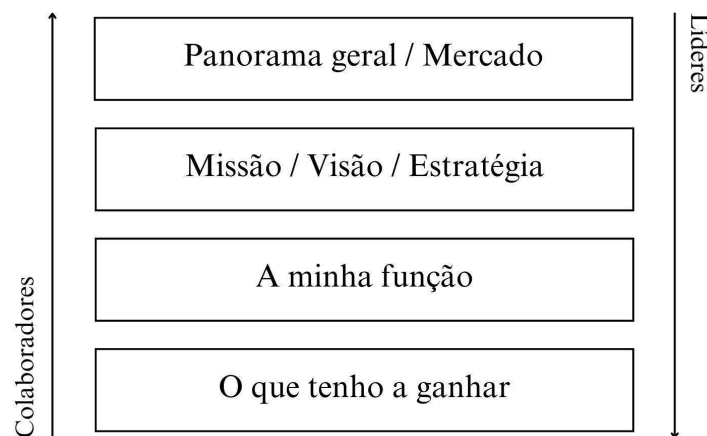 Panorama geral / Mercado
Líderes
Missão / Visão / Estratégia
A minha função
Colaboradores
O que tenho a ganhar